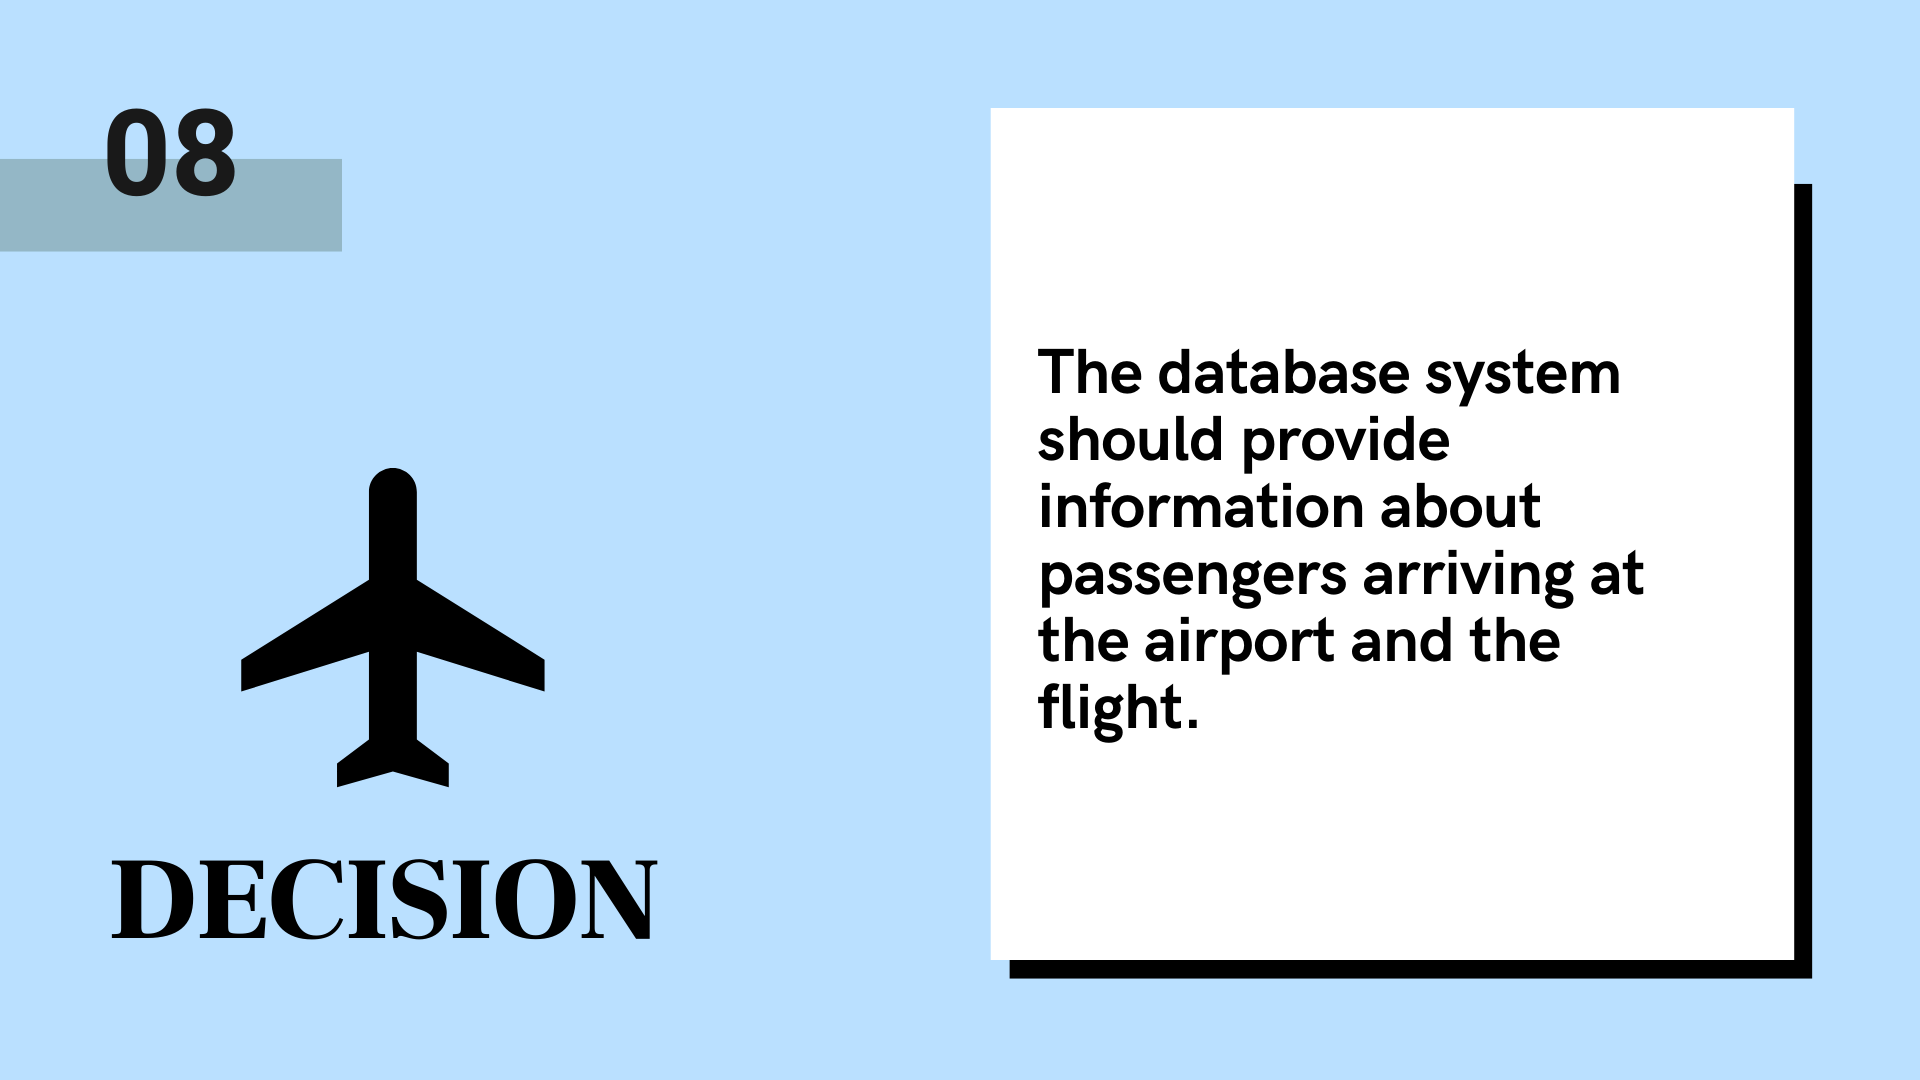 08
DECISION
The database system
should provide
information about
passengers arriving at
the airport and the
flight.